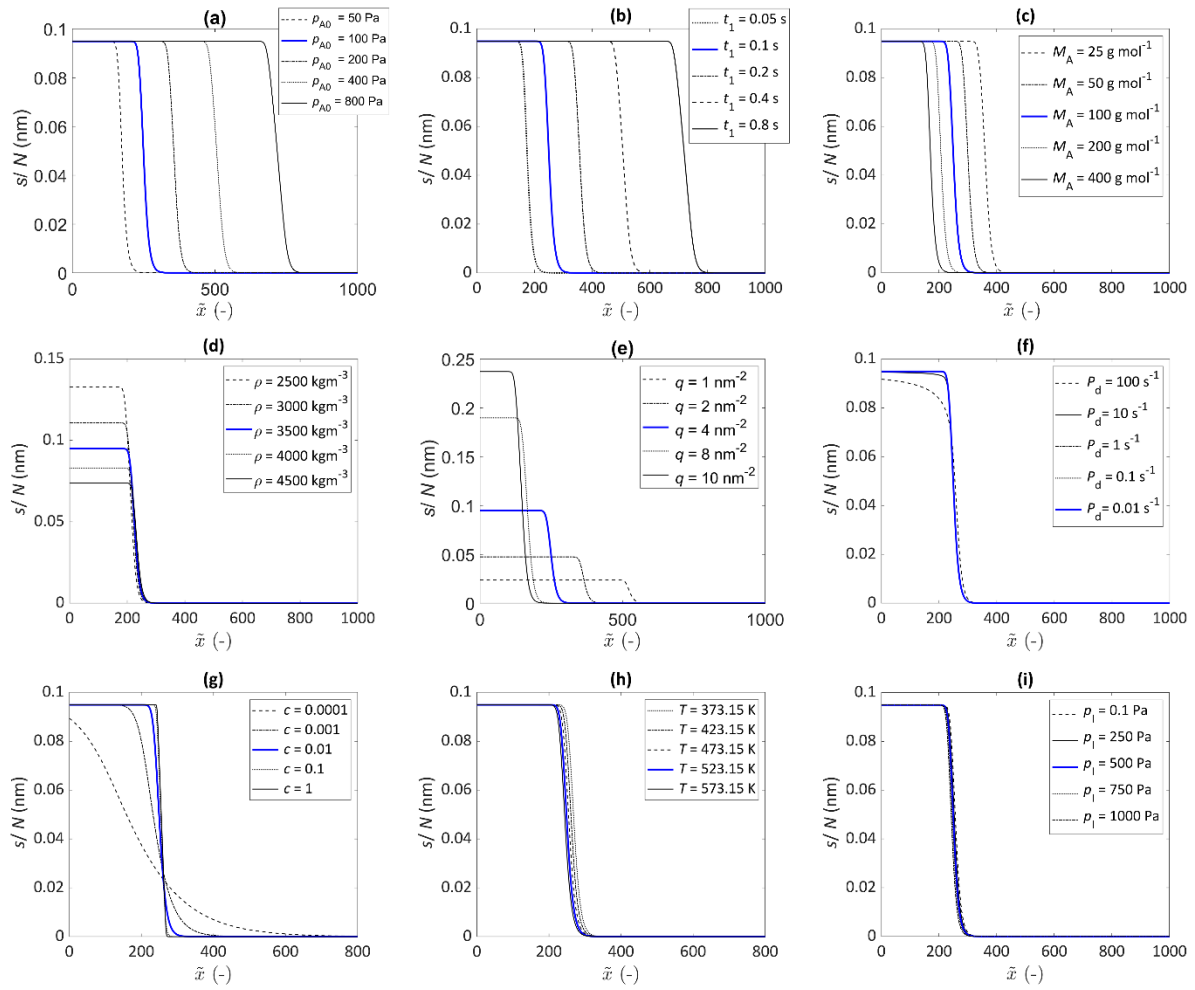 (a)
p_A0 = 50 Pa
p_A0 = 100 Pa
p_A0 = 200 Pa
p_A0 = 400 Pa
p_A0 = 800 Pa
0.1
0.08
0.06
0.04
0.02
0
s/ N (nm)
0 500 1000
x̃ (-)
(b)
t₁ = 0.05 s
t₁ = 0.1 s
t₁ = 0.2 s
t₁ = 0.4 s
t₁ = 0.8 s
0.1
0.08
0.06
0.04
0.02
0
s/ N (nm)
0 200 400 600 800 1000
x̃ (-)
(c)
M_A = 25 g mol⁻¹
M_A = 50 g mol⁻¹
M_A = 100 g mol⁻¹
M_A = 200 g mol⁻¹
M_A = 400 g mol⁻¹
0.1
0.08
0.06
0.04
0.02
0
s/ N (nm)
0 200 400 600 800 1000
x̃ (-)
(d)
ρ = 2500 kgm⁻³
ρ = 3000 kgm⁻³
ρ = 3500 kgm⁻³
ρ = 4000 kgm⁻³
ρ = 4500 kgm⁻³
0.15
0.1
0.05
0
s/ N (nm)
0 200 400 600 800 1000
x̃ (-)
(e)
q = 1 nm⁻²
q = 2 nm⁻²
q = 4 nm⁻²
q = 8 nm⁻²
q = 10 nm⁻²
0.25
0.20
0.15
0.1
0.05
0
s/ N (nm)
0 200 400 600 800 1000
x̃ (-)
(f)
P_d = 100 s⁻¹
P_d = 10 s⁻¹
P_d = 1 s⁻¹
P_d = 0.1 s⁻¹
P_d = 0.01 s⁻¹
0.1
0.08
0.06
0.04
0.02
0
s/ N (nm)
0 200 400 600 800 1000
x̃ (-)
(g)
c = 0.0001
c = 0.001
c = 0.01
c = 0.1
c = 1
0.1
0.08
0.06
0.04
0.02
0
s/ N (nm)
0 200 400 600 800
x̃ (-)
(h)
T = 373.15 K
T = 423.15 K
T = 473.15 K
T = 523.15 K
T = 573.15 K
0.1
0.08
0.06
0.04
0.02
0
s/ N (nm)
0 200 400 600 800
x̃ (-)
(i)
p_I = 0.1 Pa
p_I = 250 Pa
p_I = 500 Pa
p_I = 750 Pa
p_I = 1000 Pa
0.1
0.08
0.06
0.04
0.02
0
s/ N (nm)
0 200 400 600 800 1000
x̃ (-)